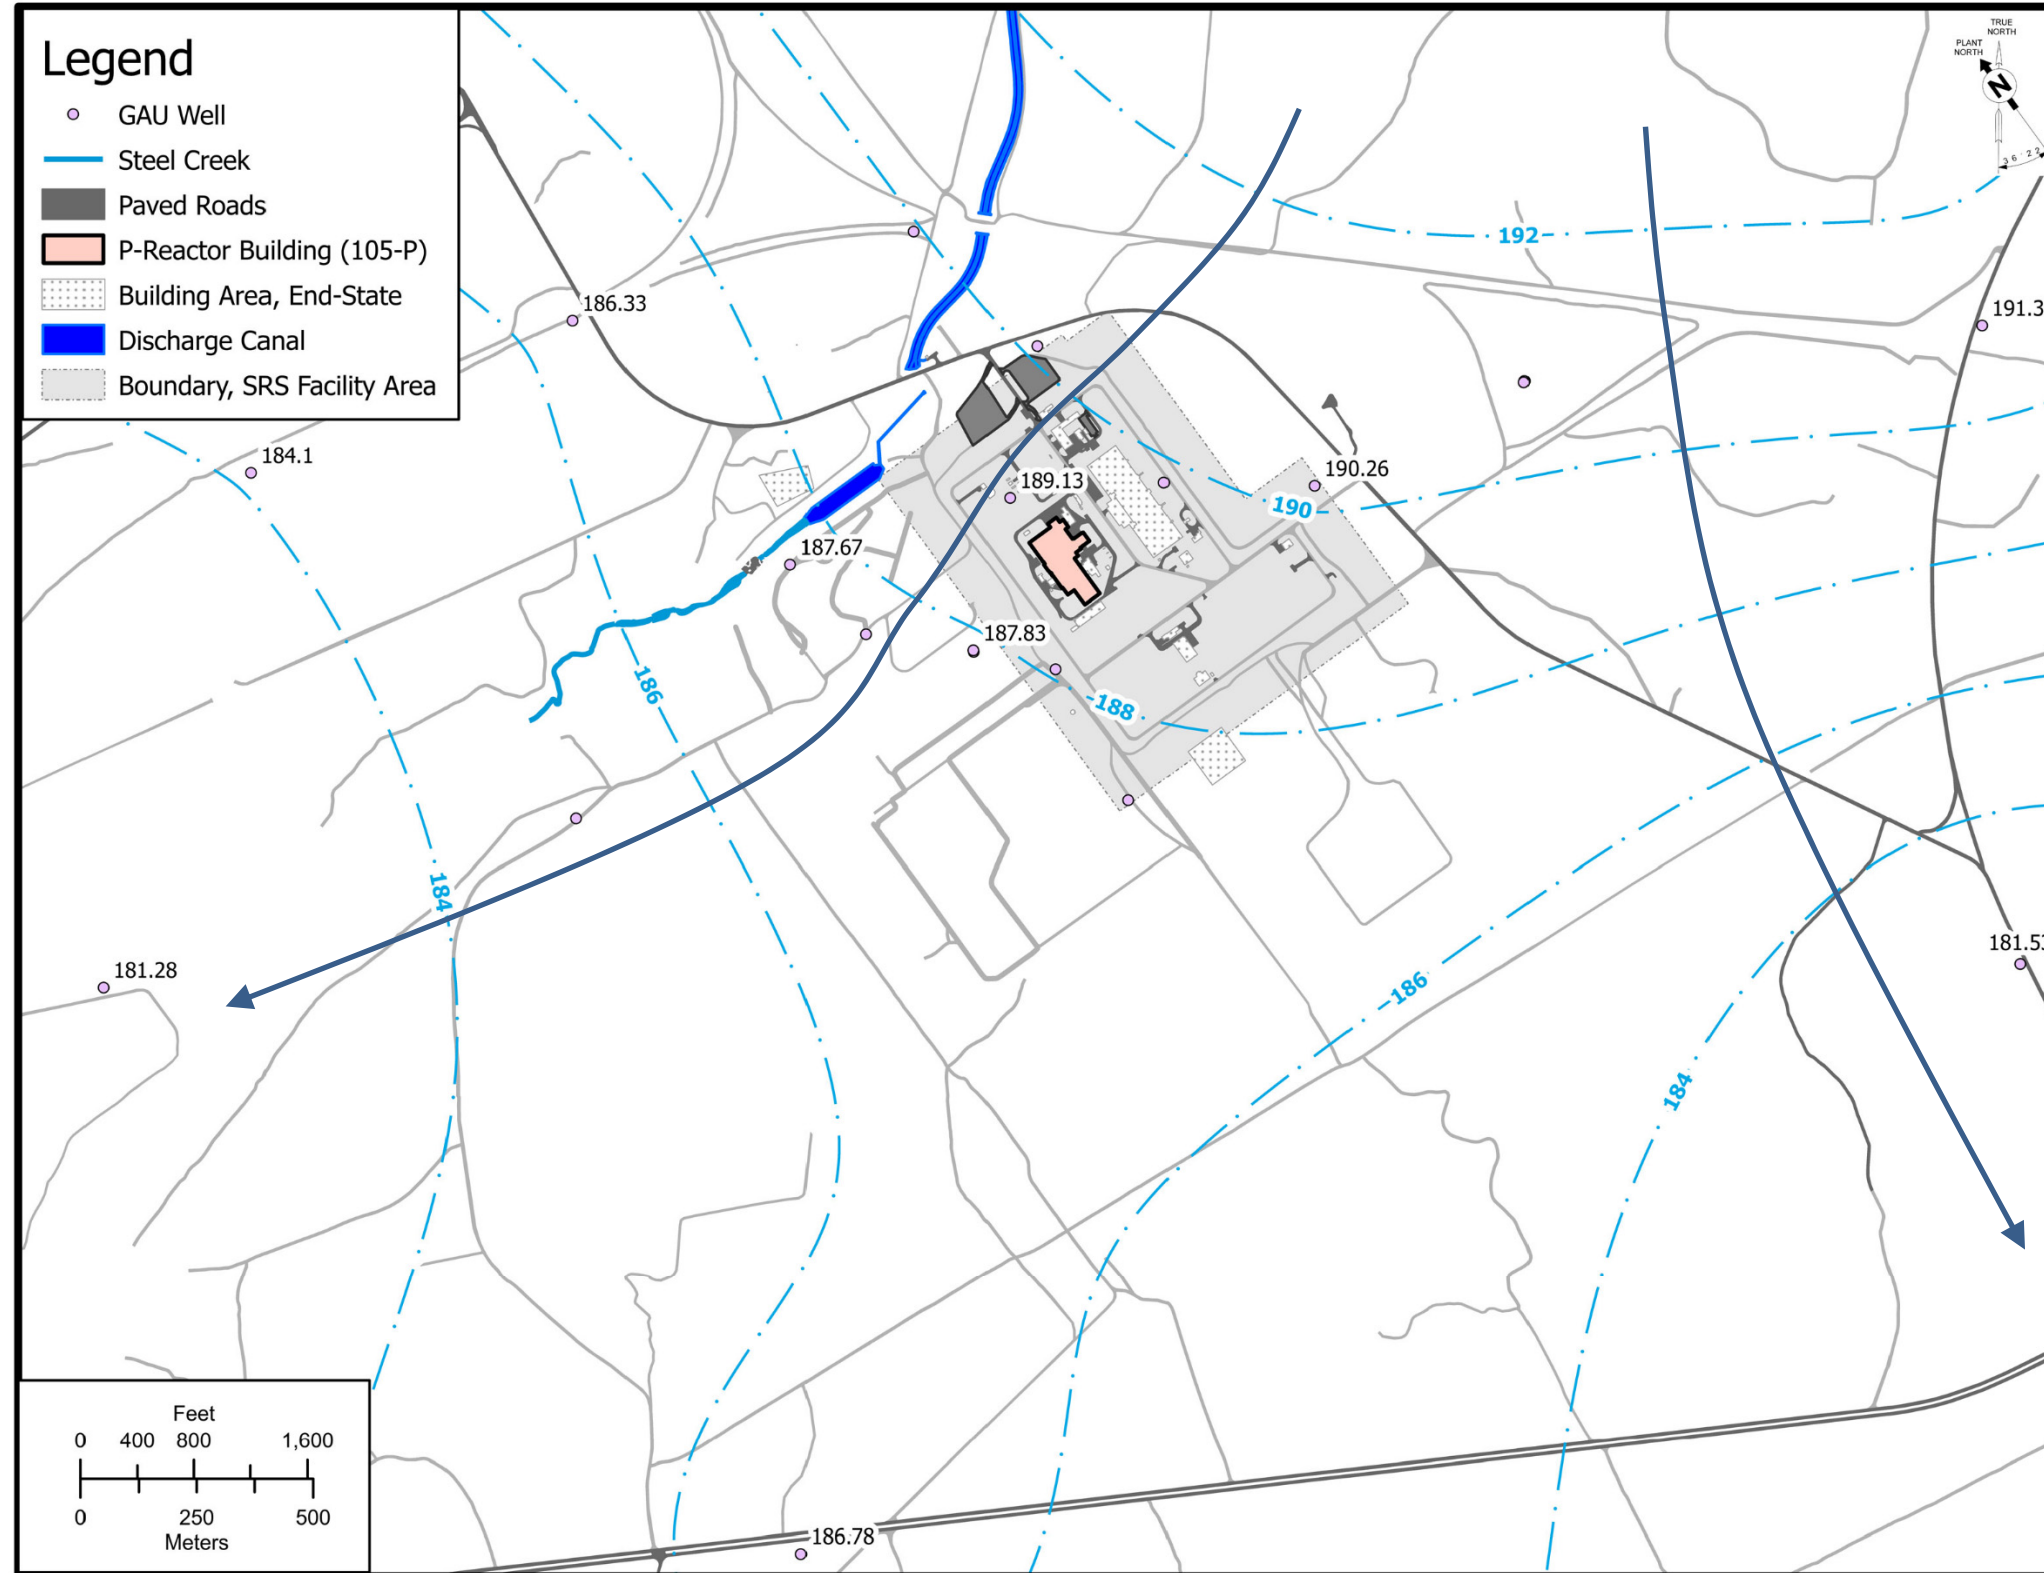 Legend
GAU Well
Steel Creek
Paved Roads
P-Reactor Building (105-P)
Building Area, End-State
Discharge Canal
Boundary, SRS Facility Area
TRUE
NORTH
PLANT
NORTH
N
36.22
192
186.33
191.3
184.1
190.26
189.13
190
187.67
187.83
186
188
184
181.28
181.53
186
184
186.78
Feet
0 400 800 1,600
0 250 500
Meters